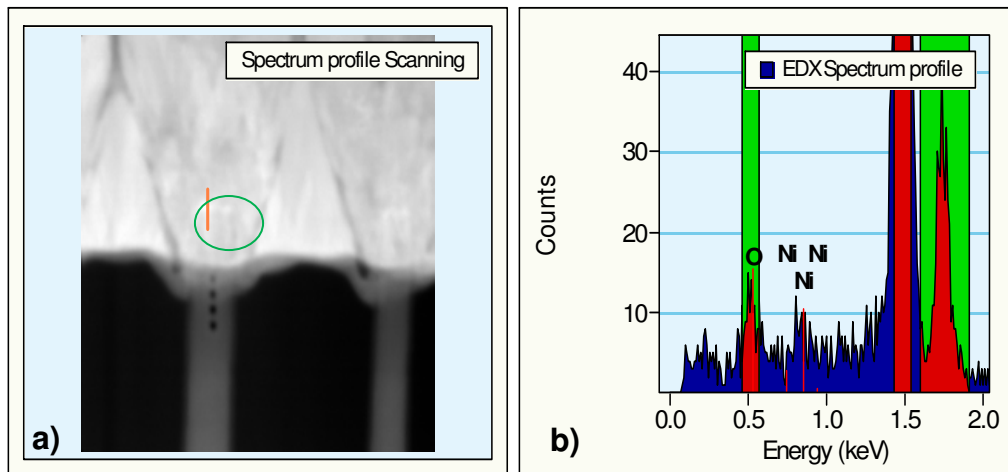 Spectrum profile Scanning
a)
EDX Spectrum profile
40
30
20
10
Counts
O
Ni Ni
Ni
0.0 0.5 1.0 1.5 2.0
Energy (keV)
b)